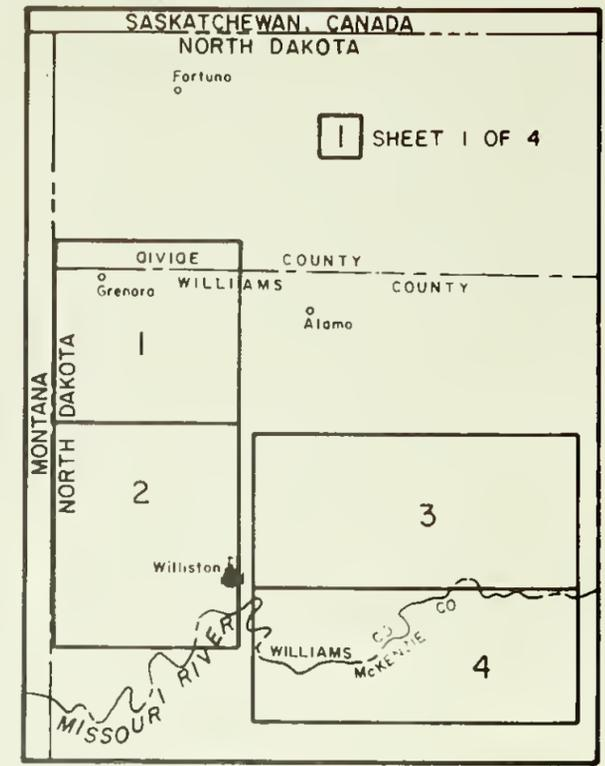 SASKATCHEWAN, CANADA
NORTH DAKOTA
Fortuna
1 SHEET 1 OF 4
DIVIDE COUNTY
WILLIAMS COUNTY
Grenora
Alamo
1
MONTANA
NORTH DAKOTA
2
3
Williston
CO
CO
WILLIAMS
McKENZIE
4
MISSOURI RIVER